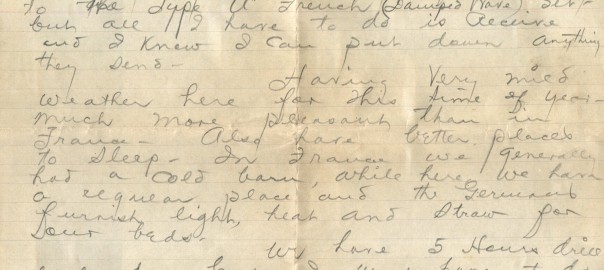 to the type A French (Damped Wave) set-
but all I have to do is receive
and I know I can put down anything
they send-
Having very mild
weather here for this time of year-
much more pleasant than in
France- Also have better places
to sleep- In France we generally
had a cold barn, while here we have
a regular place and the Germans
furnish light, heat and straw for
our beds-
We have 5 Hours drill